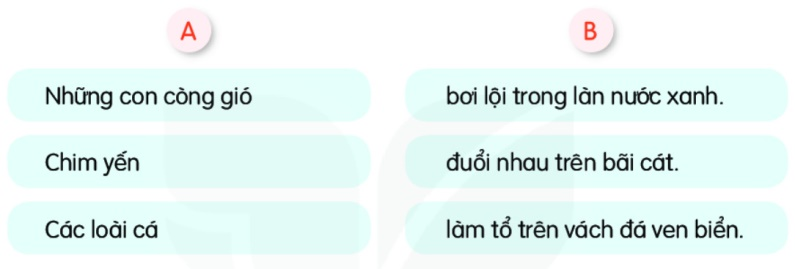 A B
Những con còng gió bơi lội trong làn nước xanh.
Chim yến đuổi nhau trên bãi cát.
Các loài cá làm tổ trên vách đá ven biển.